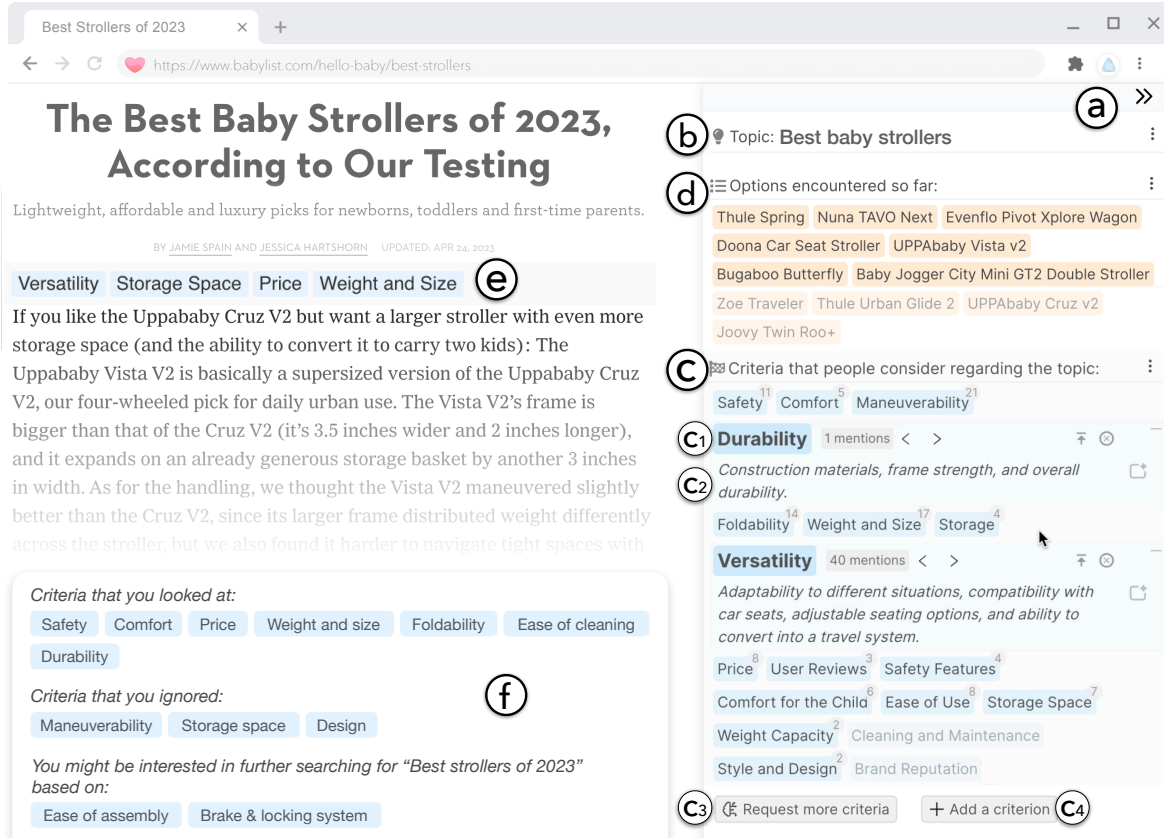 Best Strollers of 2023
https://www.babylist.com/hello-baby/best-strollers
The Best Baby Strollers of 2023,
According to Our Testing
Lightweight, affordable and luxury picks for newborns, toddlers and first-time parents.
BY JAMIE SPAIN AND JESSICA HARTSHORN UPDATED: APR 24, 2023
Versatility Storage Space Price Weight and Size e
If you like the Uppababy Cruz V2 but want a larger stroller with even more
storage space (and the ability to convert it to carry two kids): The
Uppababy Vista V2 is basically a supersized version of the Uppababy Cruz
V2, our four-wheeled pick for daily urban use. The Vista V2's frame is
bigger than that of the Cruz V2 (it's 3.5 inches wider and 2 inches longer),
and it expands on an already generous storage basket by another 3 inches
in width. As for the handling, we thought the Vista V2 maneuvered slightly
better than the Cruz V2, since its larger frame distributed weight differently
across the stroller, but we also found it harder to navigate tight spaces with
Criteria that you looked at:
Safety Comfort Price Weight and size Foldability Ease of cleaning
Durability
Criteria that you ignored:
f
Maneuverability Storage space Design
You might be interested in further searching for “Best strollers of 2023”
based on:
Ease of assembly Brake & locking system
a
b Topic: Best baby strollers
d Options encountered so far:
Thule Spring Nuna TAVO Next Evenflo Pivot Xplore Wagon
Doona Car Seat Stroller UPPAbaby Vista v2
Bugaboo Butterfly Baby Jogger City Mini GT2 Double Stroller
Zoe Traveler Thule Urban Glide 2 UPPAbaby Cruz v2
Joovy Twin Roo+
C Criteria that people consider regarding the topic:
Safety 11 Comfort 5 Maneuverability 21
C1 Durability 1 mentions < >
C2 Construction materials, frame strength, and overall
durability.
Foldability 14 Weight and Size 17 Storage 4
Versatility 40 mentions < >
Adaptability to different situations, compatibility with
car seats, adjustable seating options, and ability to
convert into a travel system.
Price 8 User Reviews 3 Safety Features 4
Comfort for the Child 6 Ease of Use 8 Storage Space 7
Weight Capacity 2 Cleaning and Maintenance
Style and Design 2 Brand Reputation
C3 Request more criteria + Add a criterion C4